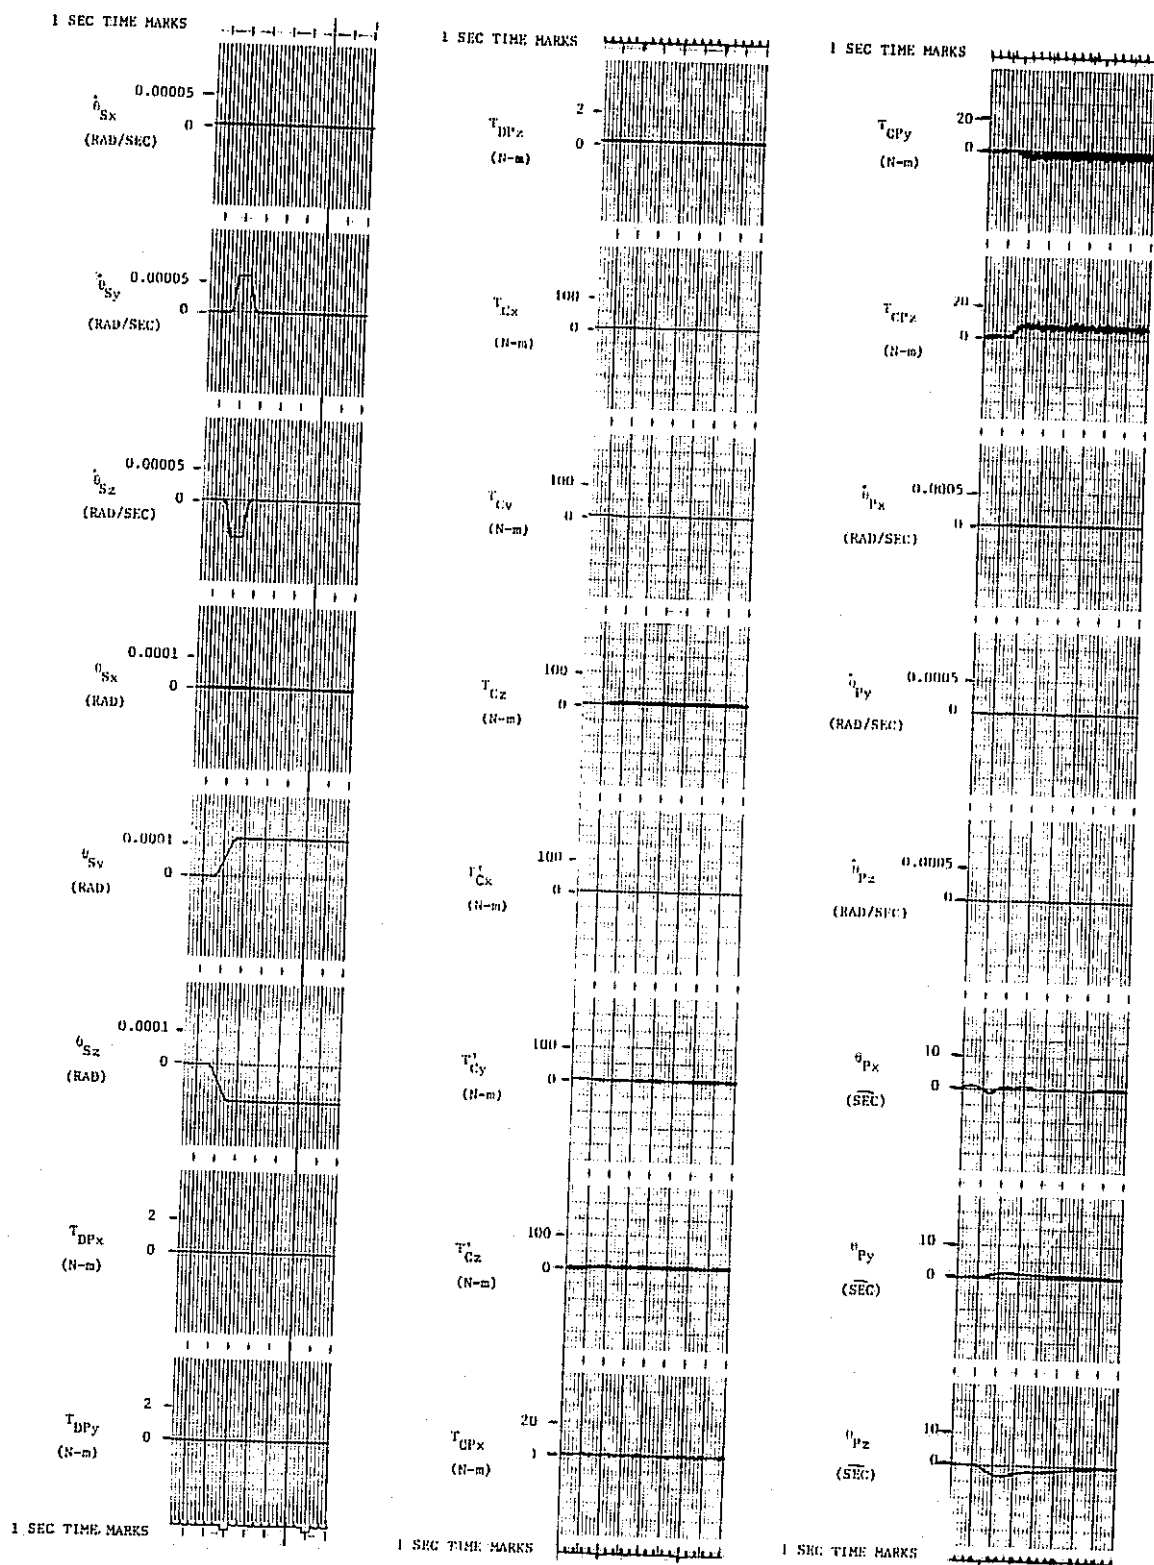 1 SEC TIME MARKS
0.00005
θ̇Sx
0
(RAD/SEC)
0.00005
θ̇Sy
0
(RAD/SEC)
0.00005
θ̇Sz
0
(RAD/SEC)
0.0001
θSx
0
(RAD)
0.0001
θSy
0
(RAD)
0.0001
θSz
0
(RAD)
2
TDPx
0
(N-m)
2
TDPy
0
(N-m)
1 SEC TIME MARKS
1 SEC TIME MARKS
2
TDPz
0
(N-m)
100
TCx
0
(N-m)
100
TCy
0
(N-m)
100
TCz
0
(N-m)
100
T'Cx
0
(N-m)
100
T'Cy
0
(N-m)
100
T'Cz
0
(N-m)
20
TCPx
(N-m)
1 SEC TIME MARKS
1 SEC TIME MARKS
20
TCPy
0
(N-m)
20
TCPz
0
(N-m)
0.0005
θ̇Px
0
(RAD/SEC)
0.0005
θ̇Py
0
(RAD/SEC)
0.0005
θ̇Pz
0
(RAD/SEC)
10
θPx
0
(SEC)
10
θPy
0
(SEC)
10
θPz
0
(SEC)
1 SEC TIME MARKS